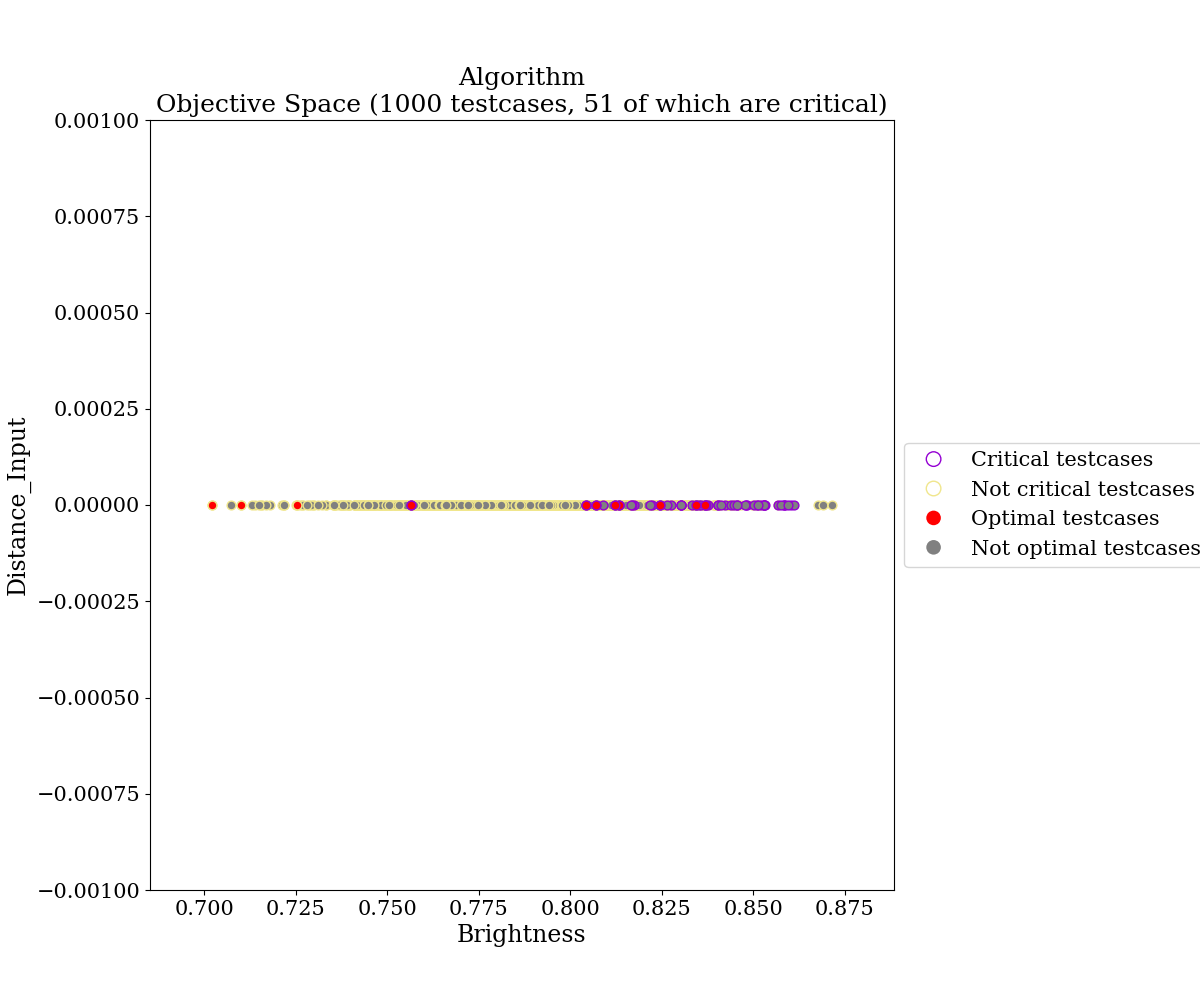 Algorithm
Objective Space (1000 testcases, 51 of which are critical)
0.00100
0.00075
0.00050
0.00025
0.00000
−0.00025
−0.00050
−0.00075
−0.00100
Distance_Input
0.700 0.725 0.750 0.775 0.800 0.825 0.850 0.875
Brightness
Critical testcases
Not critical testcases
Optimal testcases
Not optimal testcases